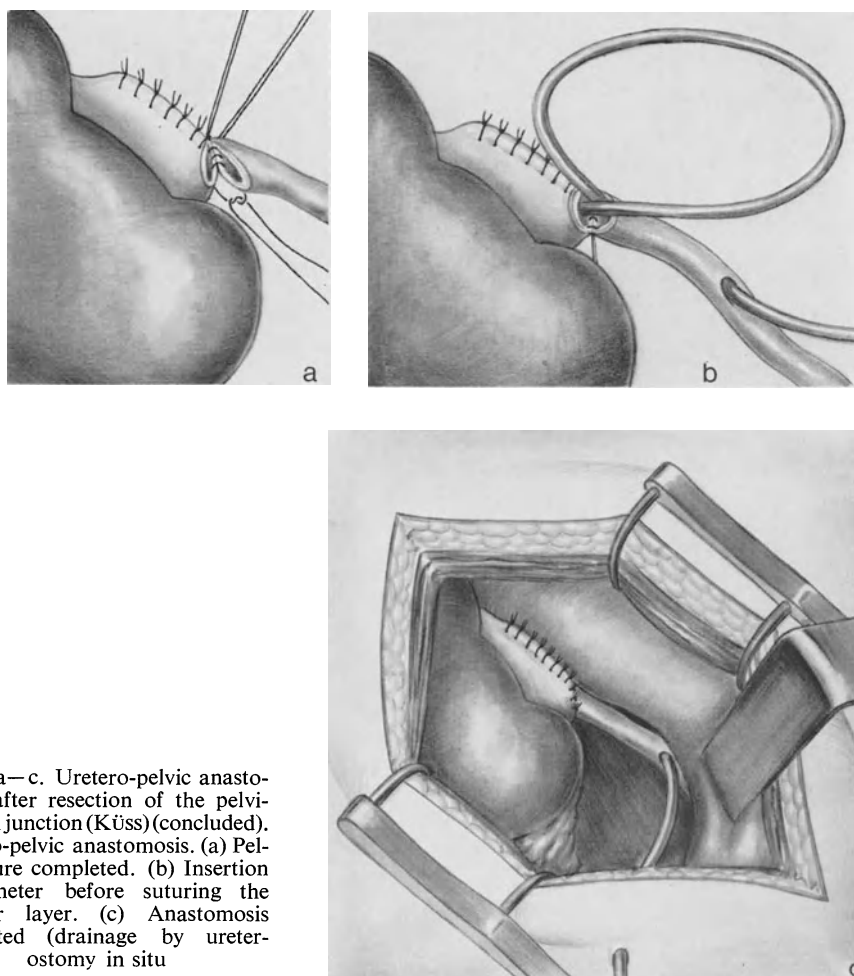 a
b
a—c. Uretero-pelvic anasto-
after resection of the pelvi-
junction (Küss) (concluded).
-pelvic anastomosis. (a) Pel-
ure completed. (b) Insertion
meter before suturing the
r layer. (c) Anastomosis
ted (drainage by ureter-
ostomy in situ